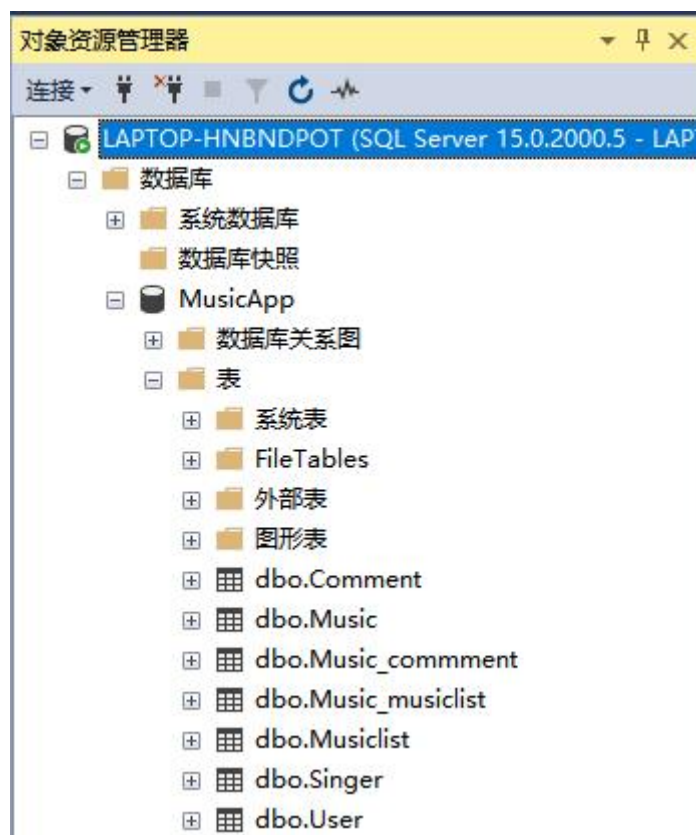 对象资源管理器
连接
LAPTOP-HNBNDPOT (SQL Server 15.0.2000.5 - LAP
数据库
系统数据库
数据库快照
MusicApp
数据库关系图
表
系统表
FileTables
外部表
图形表
dbo.Comment
dbo.Music
dbo.Music_commment
dbo.Music_musiclist
dbo.Musiclist
dbo.Singer
dbo.User